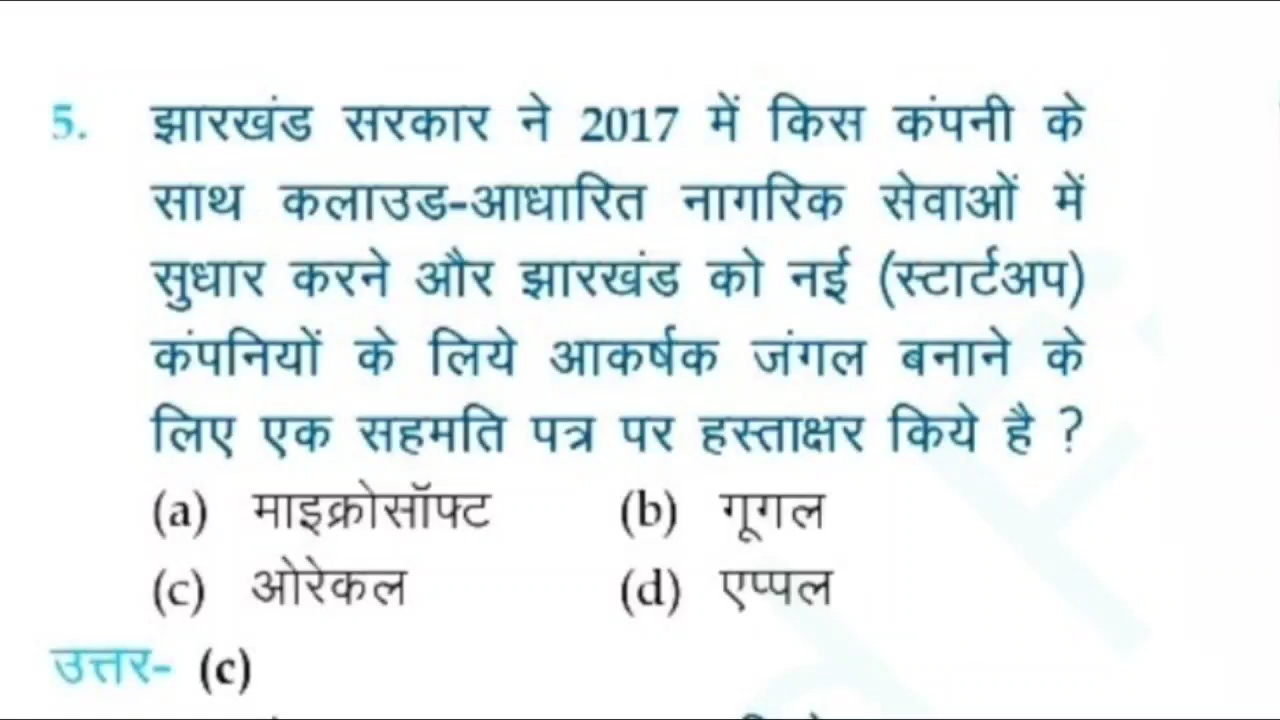 5. झारखंड सरकार ने 2017 में किस कंपनी के
साथ कलाउड-आधारित नागरिक सेवाओं में
सुधार करने और झारखंड को नई (स्टार्टअप)
कंपनियों के लिये आकर्षक जंगल बनाने के
लिए एक सहमति पत्र पर हस्ताक्षर किये है ?
(a) माइक्रोसॉफ्ट (b) गूगल
(c) ओरेकल (d) एप्पल
उत्तर- (c)